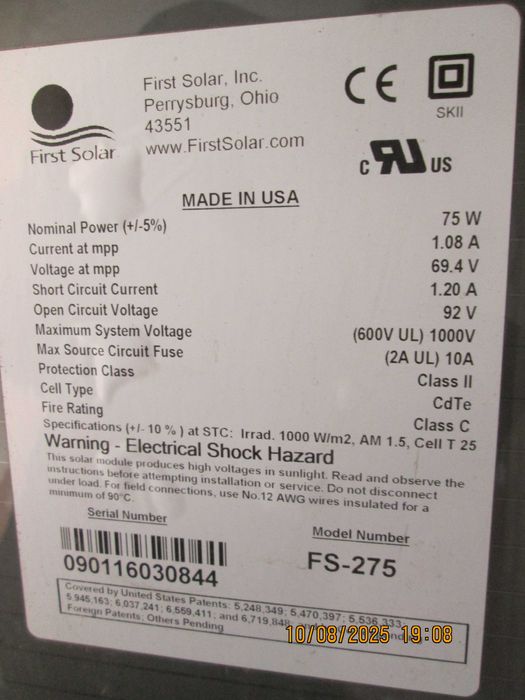 First Solar, Inc.
Perrysburg, Ohio
43551
www.FirstSolar.com
First Solar
CE
SKII
c RU US
MADE IN USA
Nominal Power (+/-5%) 75 W
Current at mpp 1.08 A
Voltage at mpp 69.4 V
Short Circuit Current 1.20 A
Open Circuit Voltage 92 V
Maximum System Voltage (600V UL) 1000V
Max Source Circuit Fuse (2A UL) 10A
Protection Class Class II
Cell Type CdTe
Fire Rating Class C
Specifications (+/- 10 % ) at STC: Irrad. 1000 W/m2, AM 1.5, Cell T 25
Warning - Electrical Shock Hazard
This solar module produces high voltages in sunlight. Read and observe the
instructions before attempting installation or service. Do not disconnect
under load. For field connections, use No.12 AWG wires insulated for a
minimum of 90°C.
Serial Number
090116030844
Model Number
FS-275
Covered by United States Patents: 5,248,349; 5,470,397; 5,536,333;
5,945,163; 6,037,241; 6,559,411; and 6,719,848
Foreign Patents; Others Pending
10/08/2025 19:08